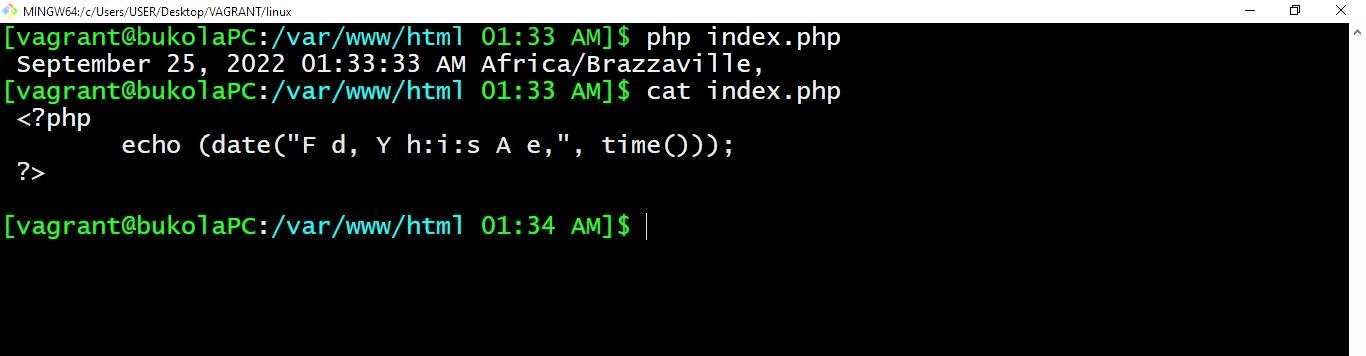 MINGW64:/c/Users/USER/Desktop/VAGRANT/linux
[vagrant@bukolaPC:/var/www/html 01:33 AM]$ php index.php
September 25, 2022 01:33:33 AM Africa/Brazzaville,
[vagrant@bukolaPC:/var/www/html 01:33 AM]$ cat index.php
<?php
echo (date("F d, Y h:i:s A e,", time()));
?>
[vagrant@bukolaPC:/var/www/html 01:34 AM]$